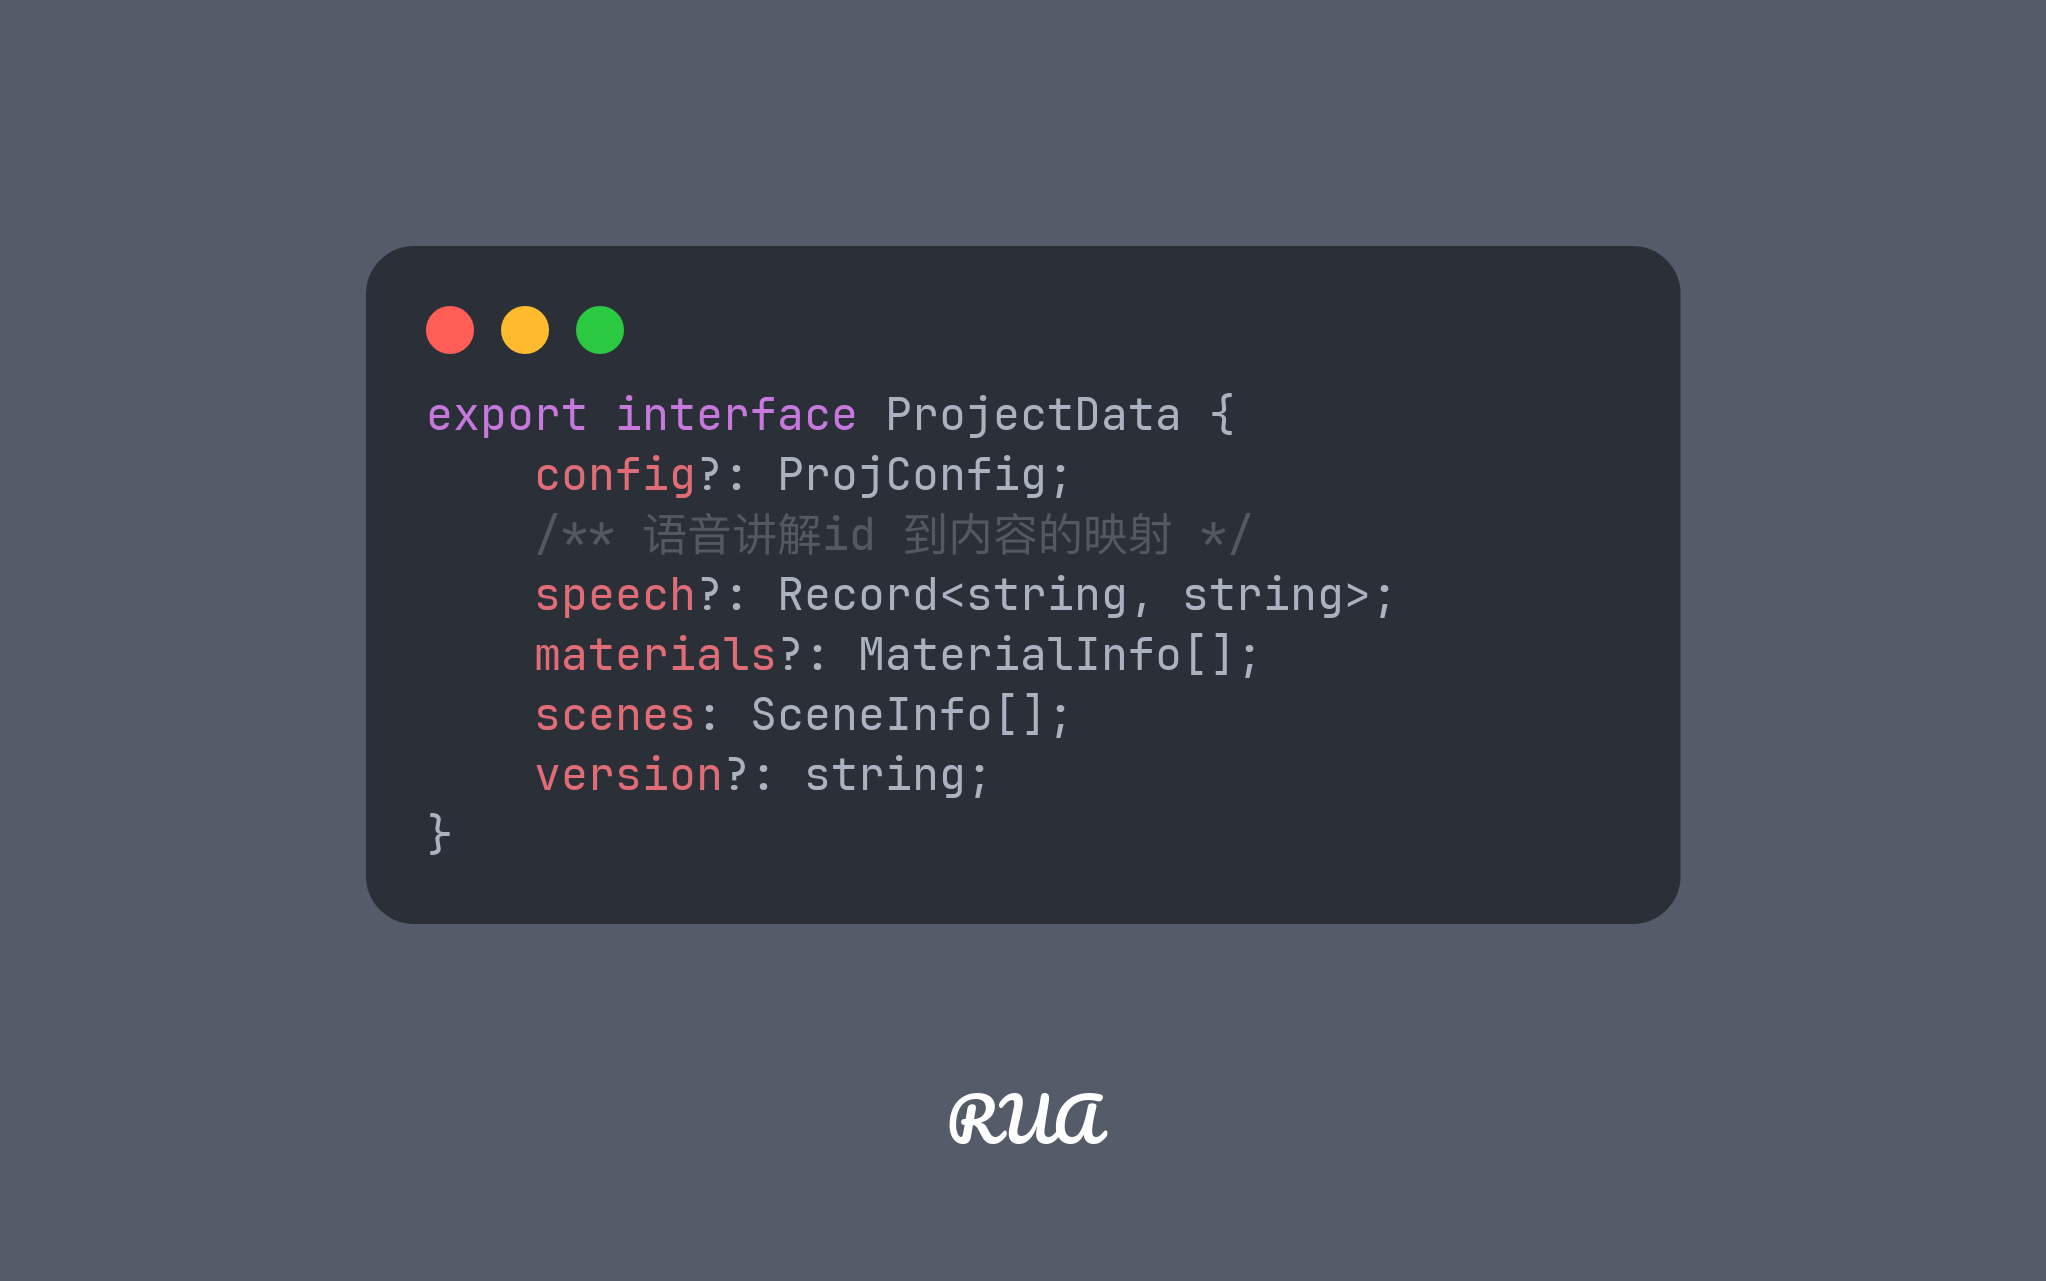 export interface ProjectData {
    config?: ProjConfig;
    /** 语音讲解id 到内容的映射 */
    speech?: Record<string, string>;
    materials?: MaterialInfo[];
    scenes: SceneInfo[];
    version?: string;
}
RUA